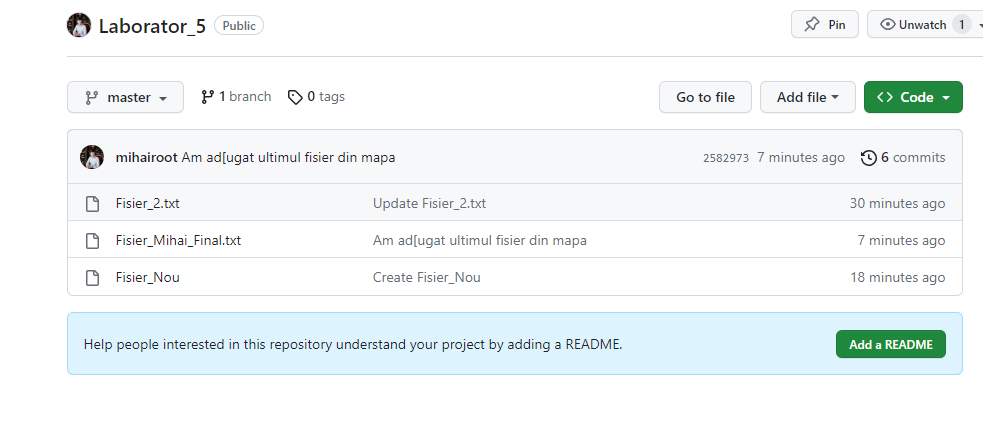 Laborator_5 Public Pin Unwatch 1
master 1 branch 0 tags Go to file Add file Code
mihairoot Am ad[ugat ultimul fisier din mapa 2582973 7 minutes ago 6 commits
Fisier_2.txt Update Fisier_2.txt 30 minutes ago
Fisier_Mihai_Final.txt Am ad[ugat ultimul fisier din mapa 7 minutes ago
Fisier_Nou Create Fisier_Nou 18 minutes ago
Help people interested in this repository understand your project by adding a README. Add a README